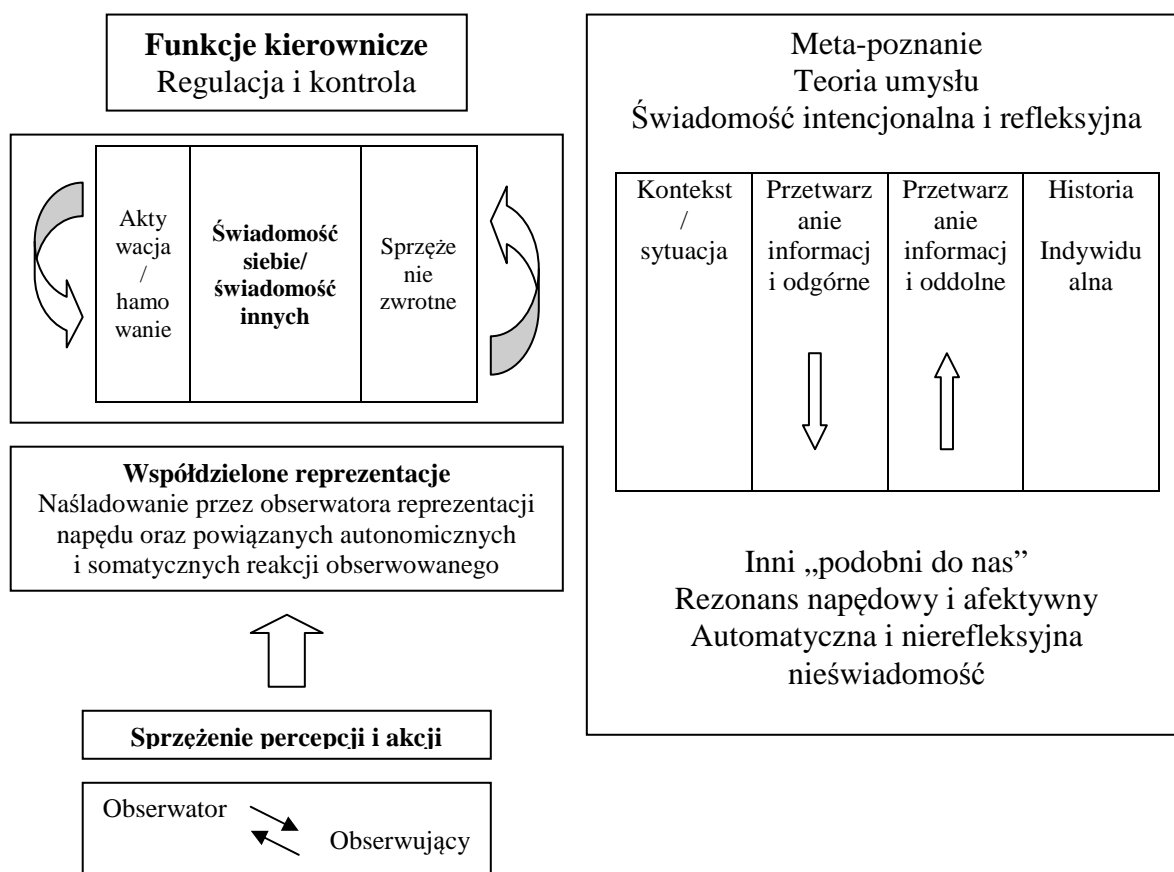 Funkcje kierownicze
Regulacja i kontrola
Akty
wacja
/
hamo
wanie
Świadomość
siebie/
świadomość
innych
Sprzęże
nie
zwrotne
Współdzielone reprezentacje
Naśladowanie przez obserwatora reprezentacji
napędu oraz powiązanych autonomicznych
i somatycznych reakcji obserwowanego
Sprzężenie percepcji i akcji
Obserwator
Obserwujący
Meta-poznanie
Teoria umysłu
Świadomość intencjonalna i refleksyjna
Kontekst
/
sytuacja
Przetwarz
anie
informacj
i odgórne
Przetwarz
anie
informacj
i oddolne
Historia
Indywidu
alna
Inni „podobni do nas”
Rezonans napędowy i afektywny
Automatyczna i nierefleksyjna
nieświadomość